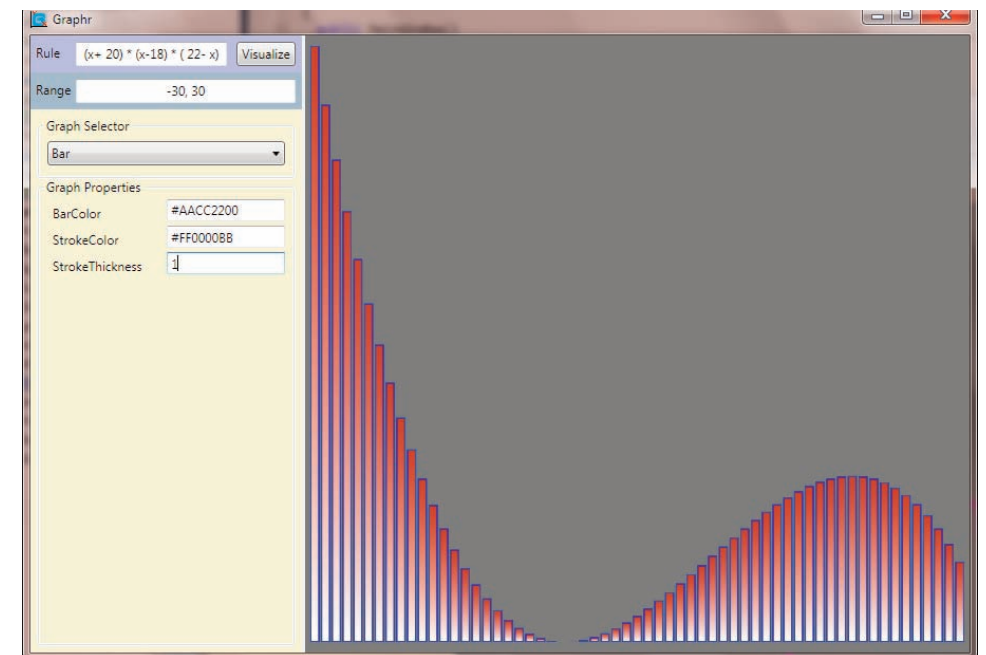 Graphr
Rule (x+ 20) * (x-18) * ( 22- x) Visualize
Range -30, 30
Graph Selector
Bar
Graph Properties
BarColor #AACC2200
StrokeColor #FF0000BB
StrokeThickness 1